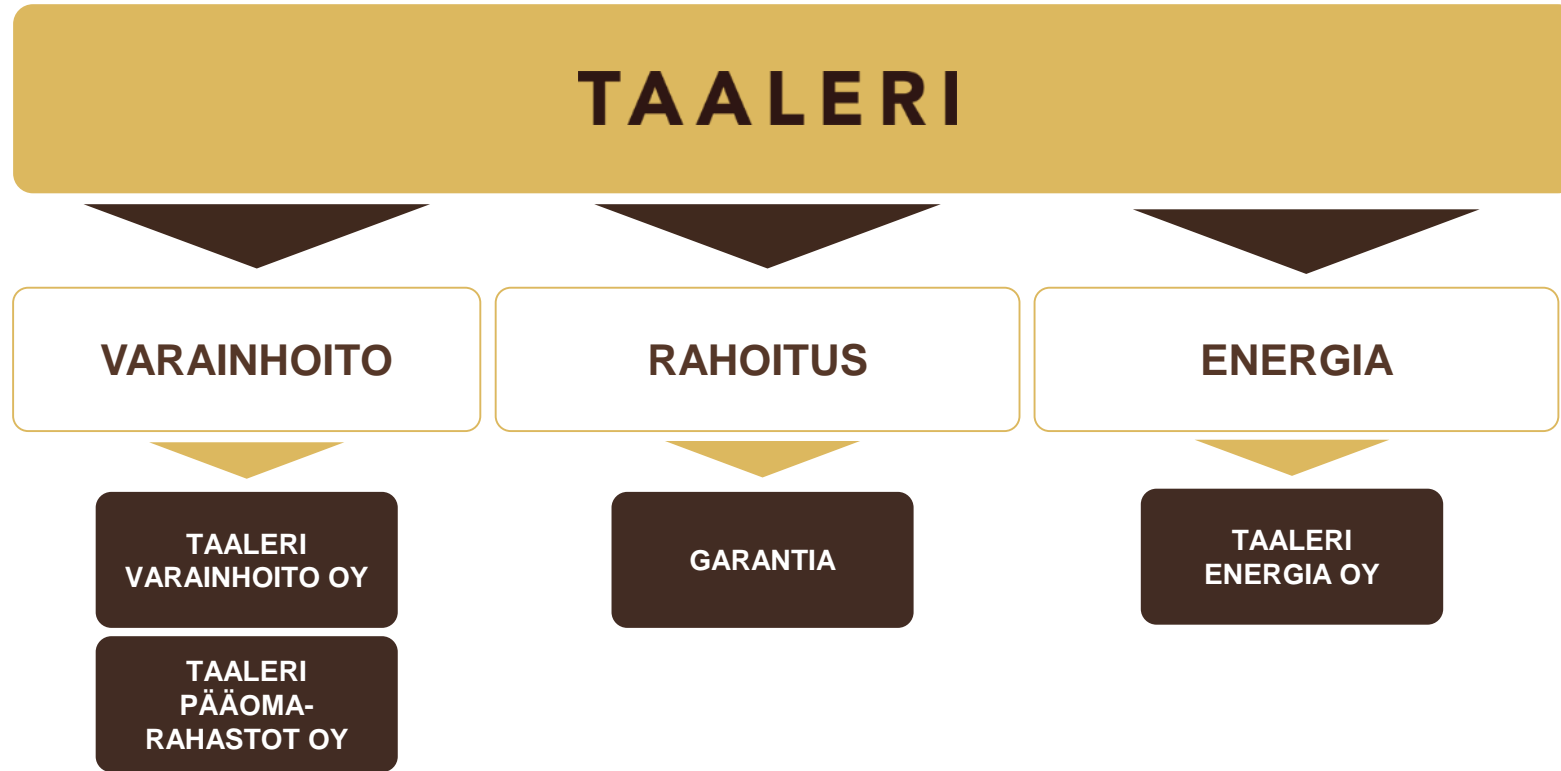 TAALERI
VARAINHOITO
RAHOITUS
ENERGIA
TAALERI
VARAINHOITO OY
GARANTIA
TAALERI
ENERGIA OY
TAALERI
PÄÄOMA-
RAHASTOT OY